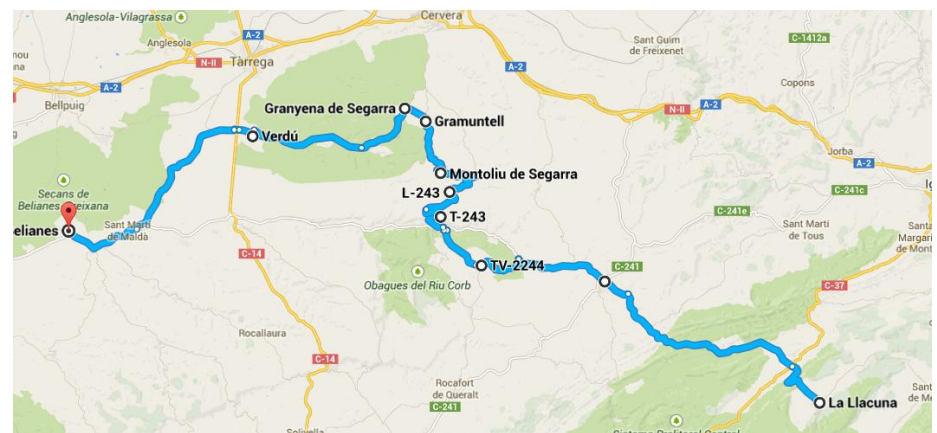 Anglesola-Vilagrassa
Cervera
Anglesola
A-2
N-II
Tàrrega
A-2
Bellpuig
Granyena de Segarra
Gramuntell
Verdú
Sant Guim
de Freixenet
C-1412a
Copons
N-II
A-2
Jorba
A-2
Montoliu de Segarra
L-243
Secans de
Belianes
T-243
C-241c
C-241e
Sant Martí
de Tous
Sant Martí
de Maldà
C-14
TV-2244
C-241
Obagues del Riu Corb
C-37
Rocallaura
C-14
Rocafort
de Queralt
C-241
La Llacuna